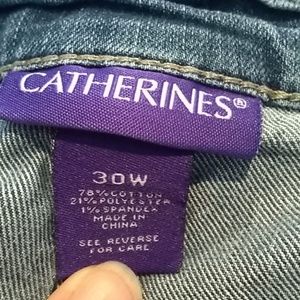 CATHERINES®
30W
78% COTTON
21% POLYESTER
1% SPANDEX
MADE IN
CHINA
SEE REVERSE
FOR CARE